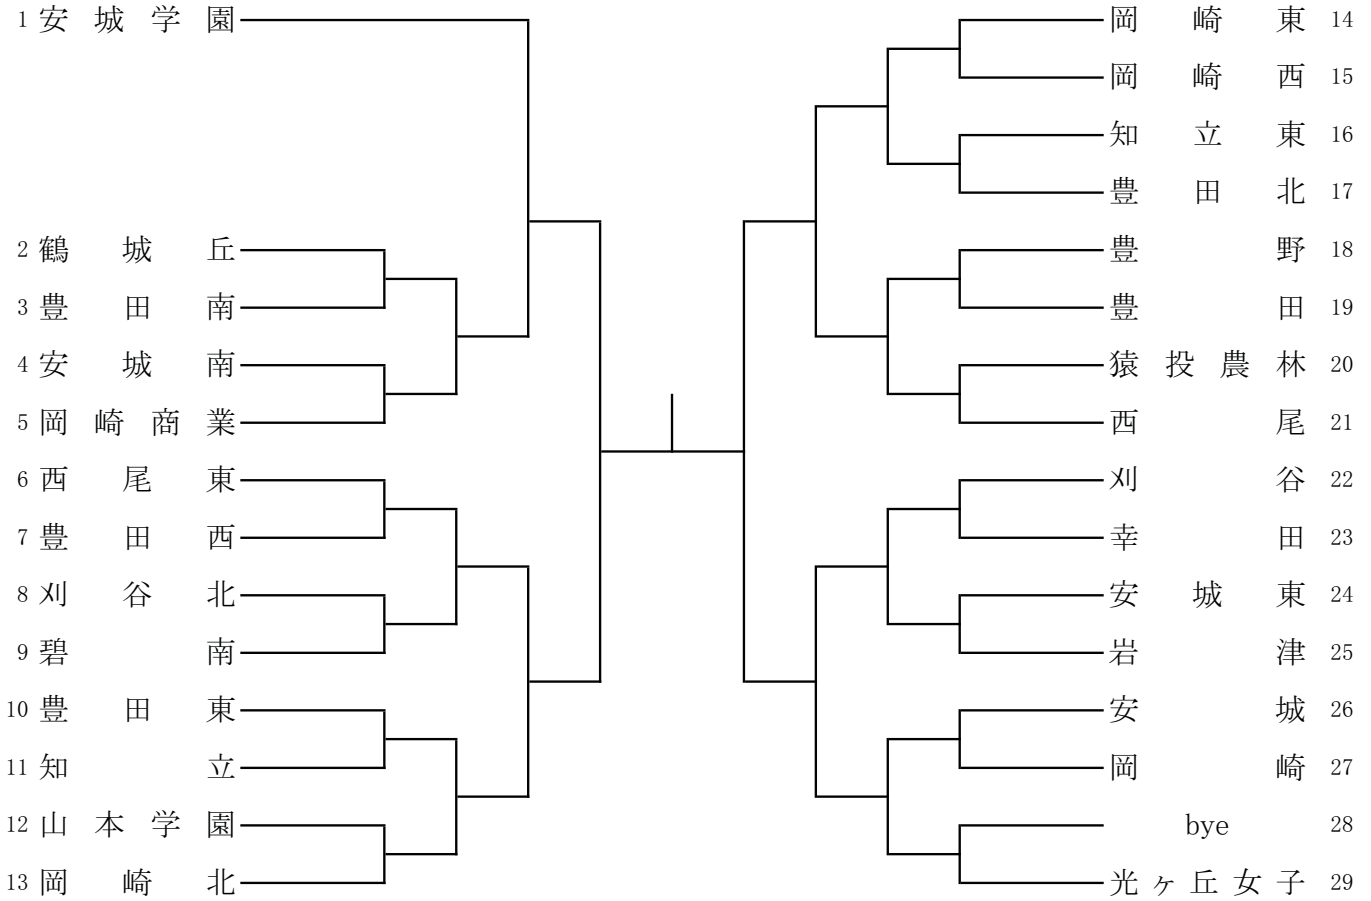 1 安城学園
2 鶴城丘
3 豊田南
4 安城南
5 岡崎商業
6 西尾東
7 豊田西
8 刈谷北
9 碧南
10 豊田東
11 知立
12 山本学園
13 岡崎北
岡崎東 14
岡崎西 15
知立東 16
豊田北 17
豊野 18
豊田 19
猿投農林 20
西尾 21
刈谷 22
幸田 23
安城東 24
岩津 25
安城 26
岡崎 27
bye 28
光ヶ丘女子 29